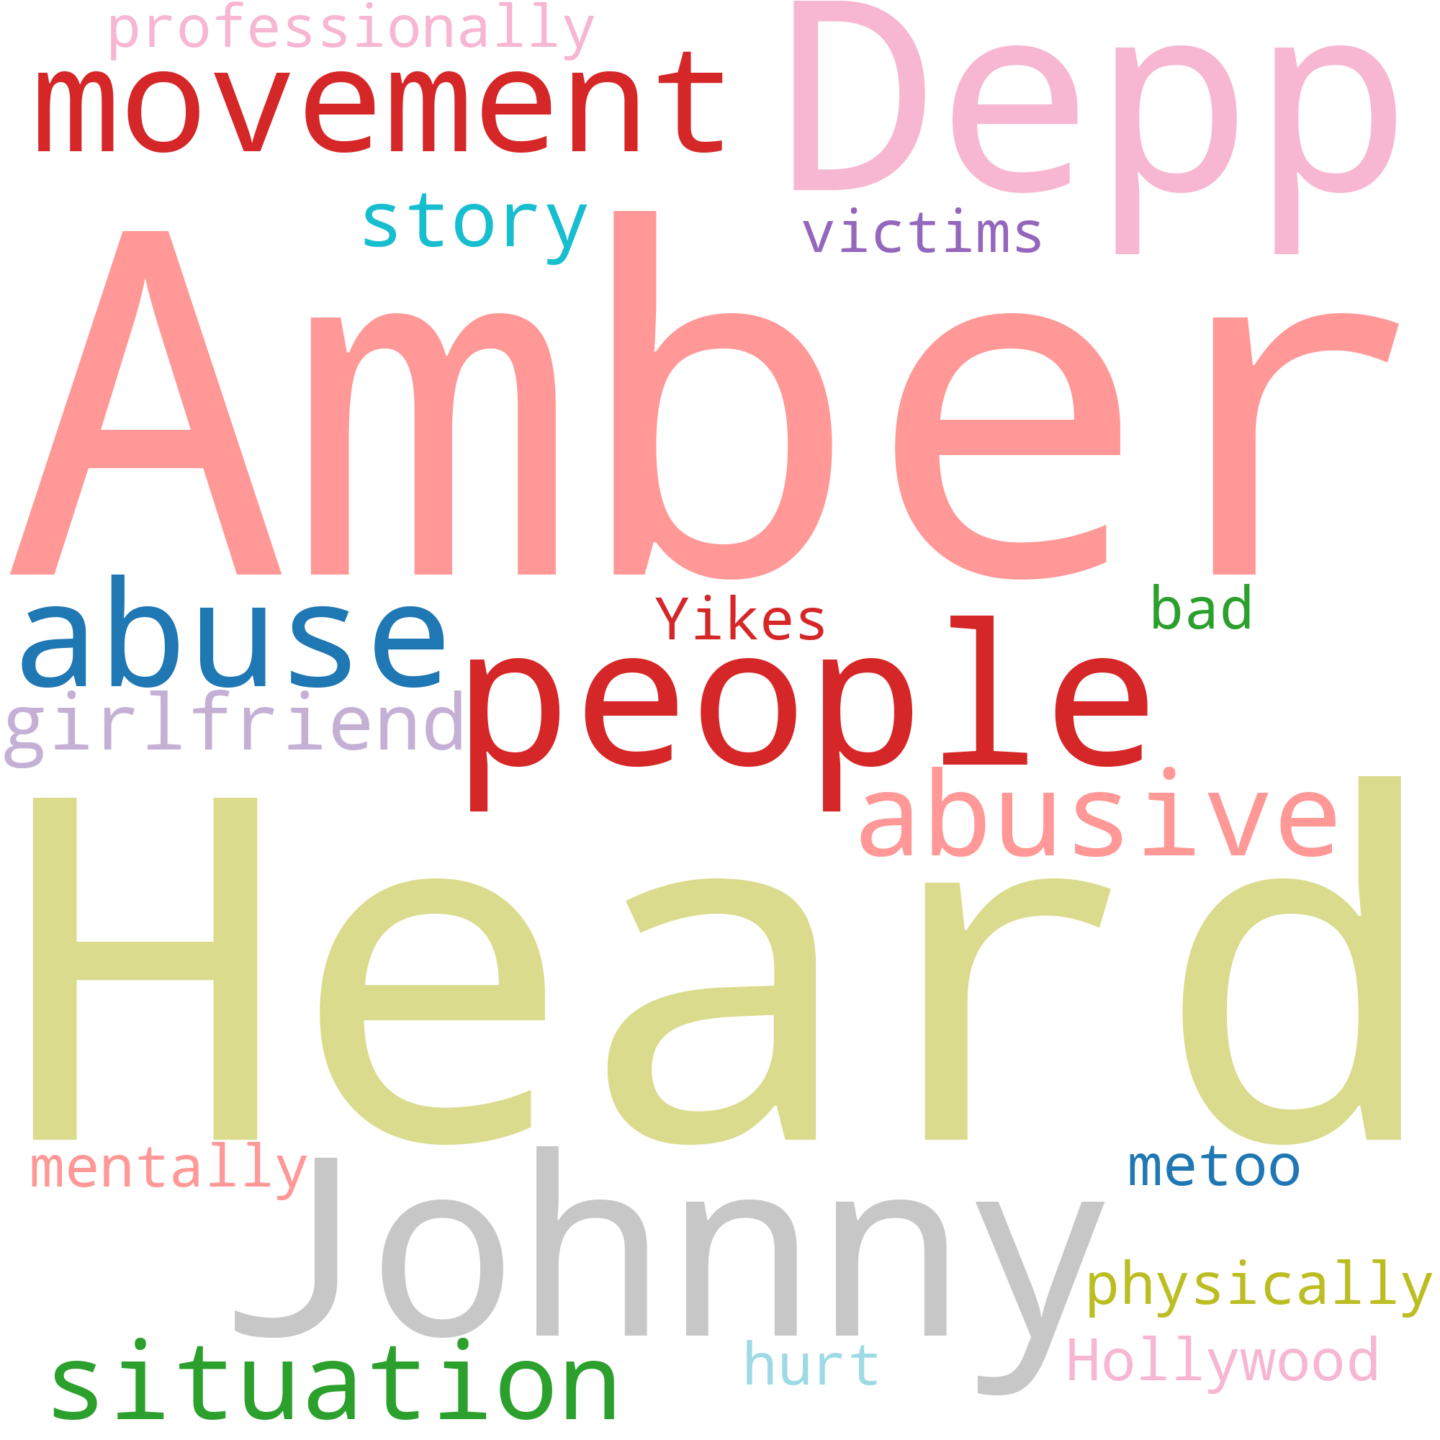 professionally
movement
Depp
story
victims
Amber
abuse
Yikes
bad
people
girlfriend
abusive
Heard
mentally
Johnny
metoo
physically
situation
hurt
Hollywood